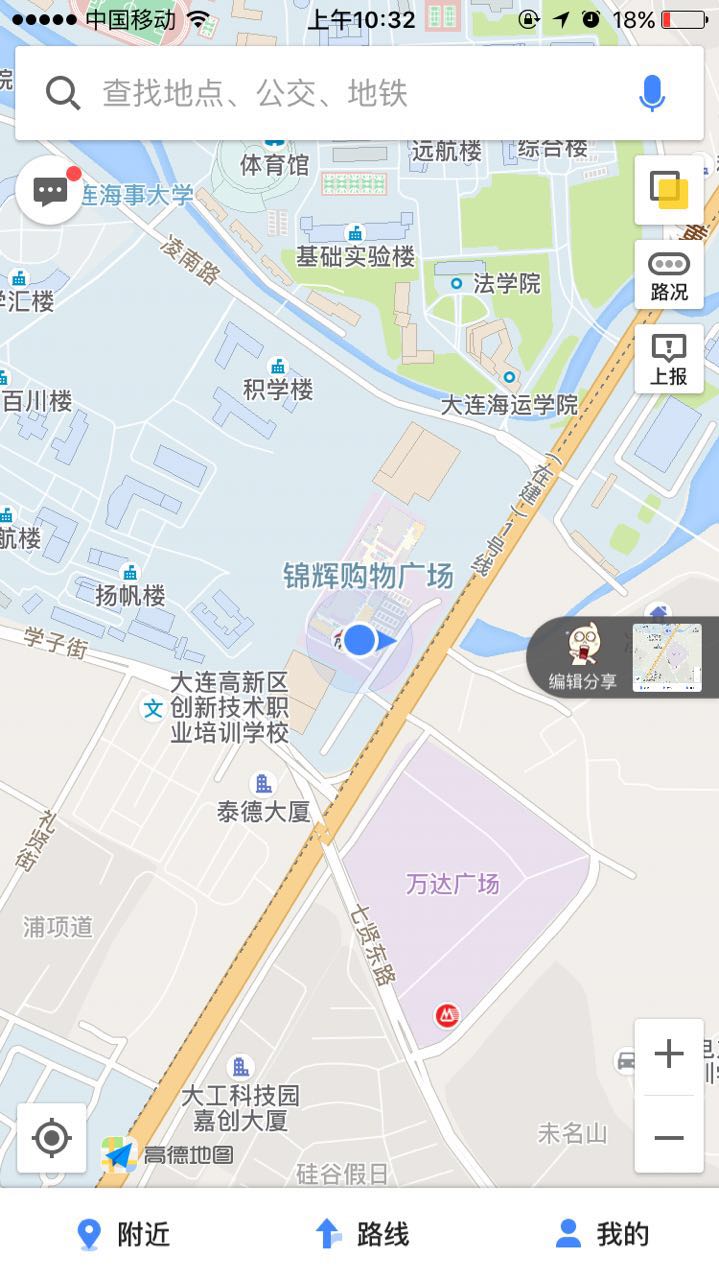 中国移动
上午10:32
18%
查找地点、公交、地铁
体育馆
远航楼
综合楼
连海事大学
凌南路
基础实验楼
法学院
路况
学汇楼
积学楼
上报
百川楼
大连海运学院
(在建)1号线
航楼
锦辉购物广场
扬帆楼
学子街
编辑分享
大连高新区
创新技术职
业培训学校
文
泰德大厦
礼贤街
万达广场
浦项道
七贤东路
大工科技园
嘉创大厦
未名山
高德地图
硅谷假日
附近
路线
我的